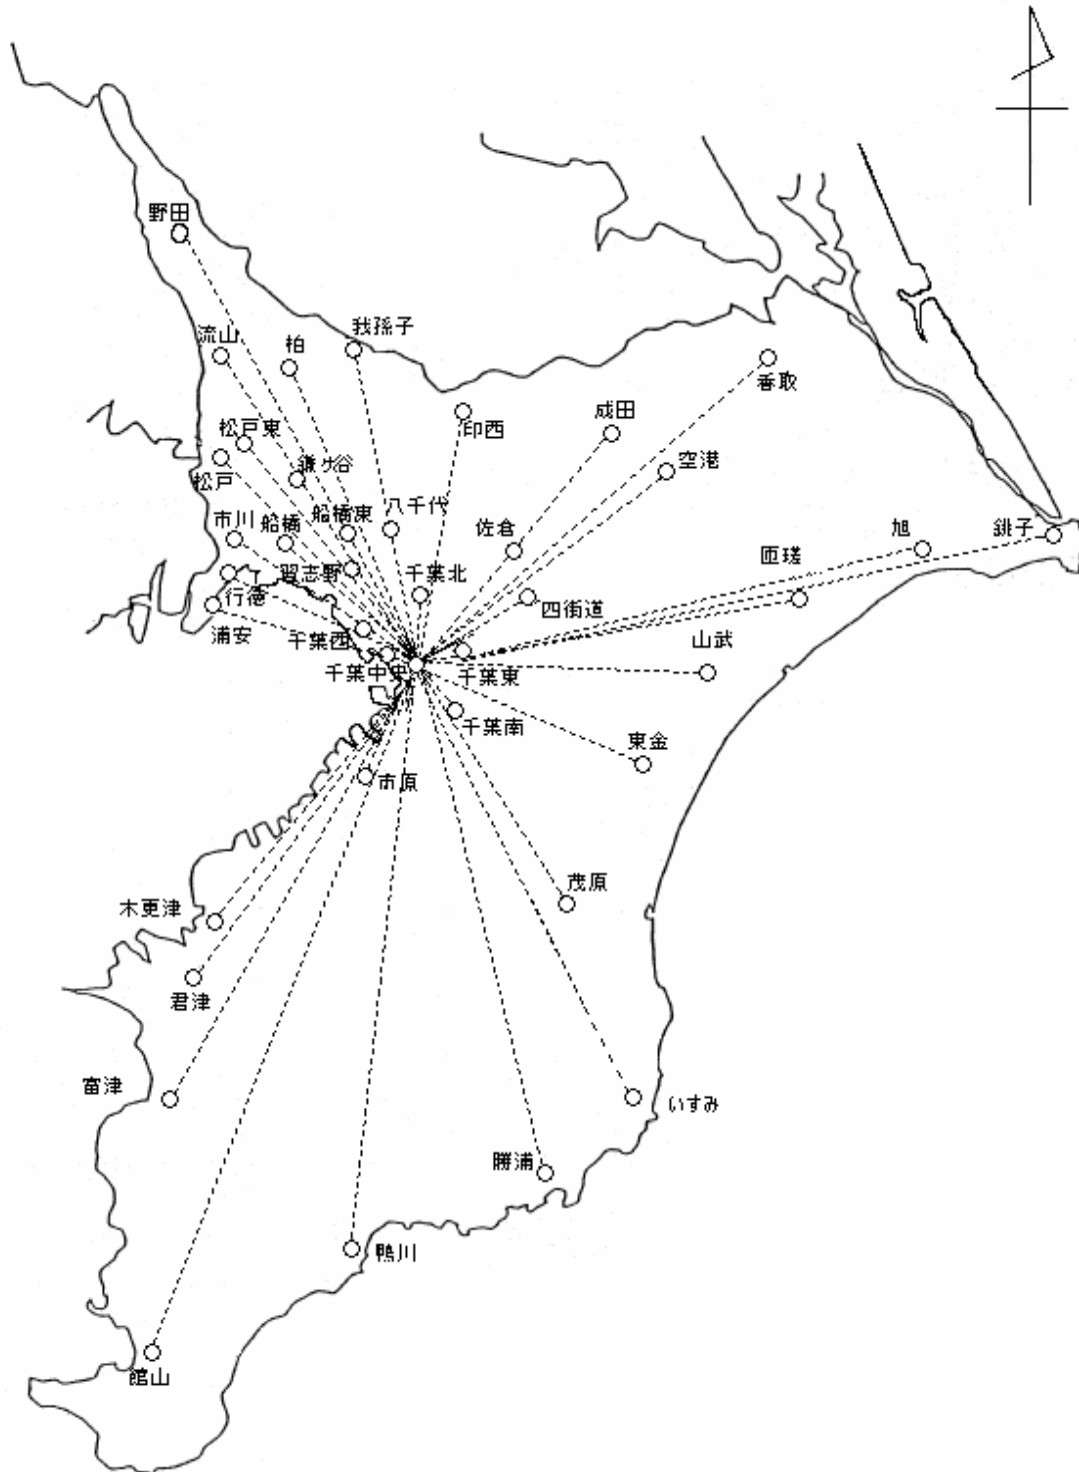 野田
流山
柏
我孫子
香取
印西
成田
松戸東
鎌ヶ谷
空港
松戸
市川
船橋
船橋東
八千代
佐倉
旭
銚子
習志野
千葉北
匝瑳
行徳
四街道
浦安
千葉西
山武
千葉中央
千葉東
千葉南
東金
市原
茂原
木更津
君津
富津
いすみ
勝浦
鴨川
館山